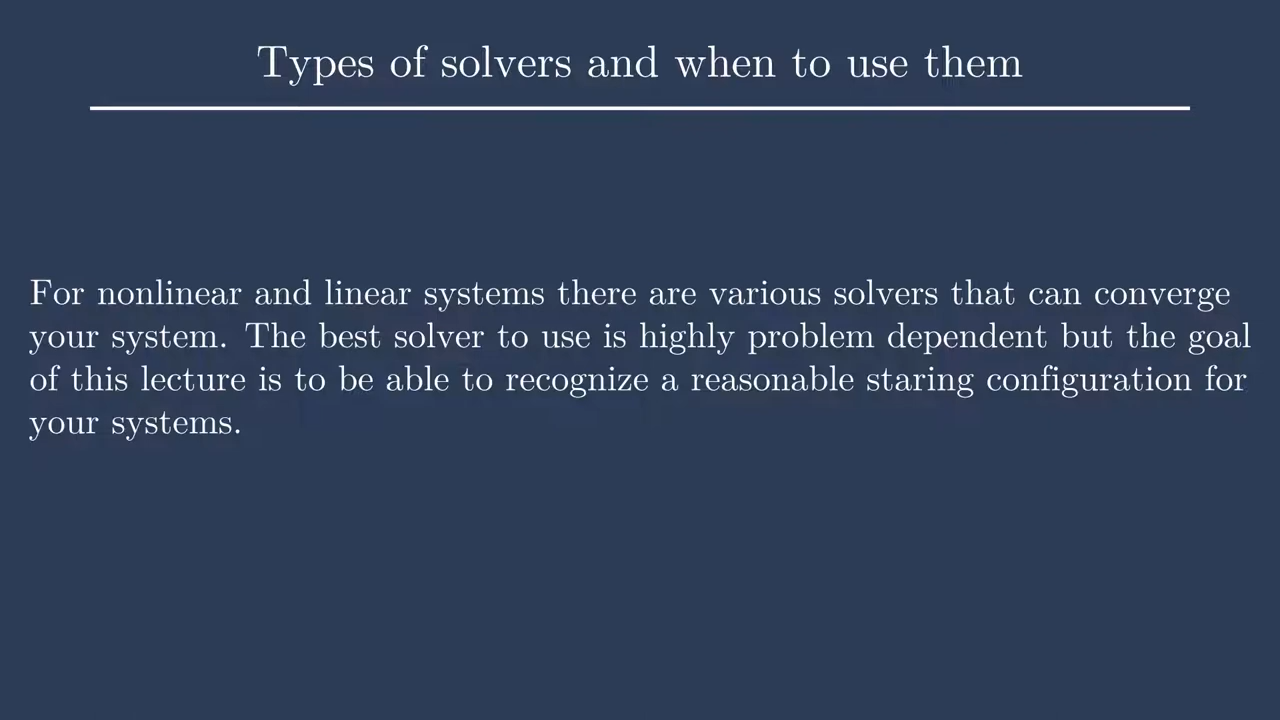 Types of solvers and when to use them
For nonlinear and linear systems there are various solvers that can converge
your system. The best solver to use is highly problem dependent but the goal
of this lecture is to be able to recognize a reasonable staring configuration for
your systems.